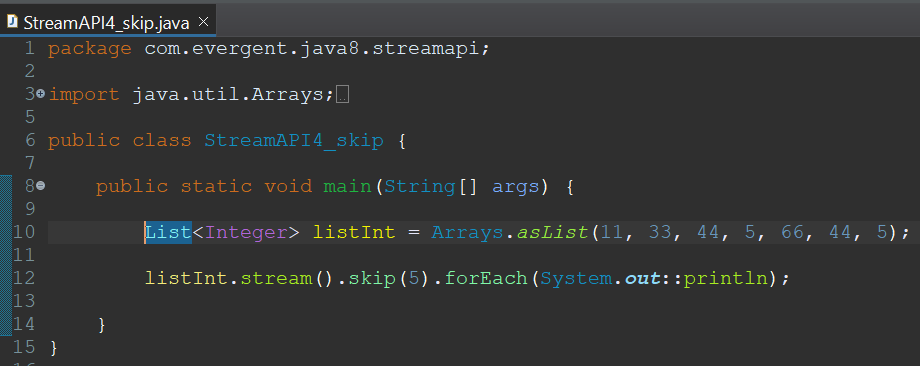 StreamAPI4_skip.java
1 package com.evergent.java8.streamapi;
2
3 import java.util.Arrays;
5
6 public class StreamAPI4_skip {
7
8 public static void main(String[] args) {
9
10 List<Integer> listInt = Arrays.asList(11, 33, 44, 5, 66, 44, 5);
11
12 listInt.stream().skip(5).forEach(System.out::println);
13
14 }
15 }